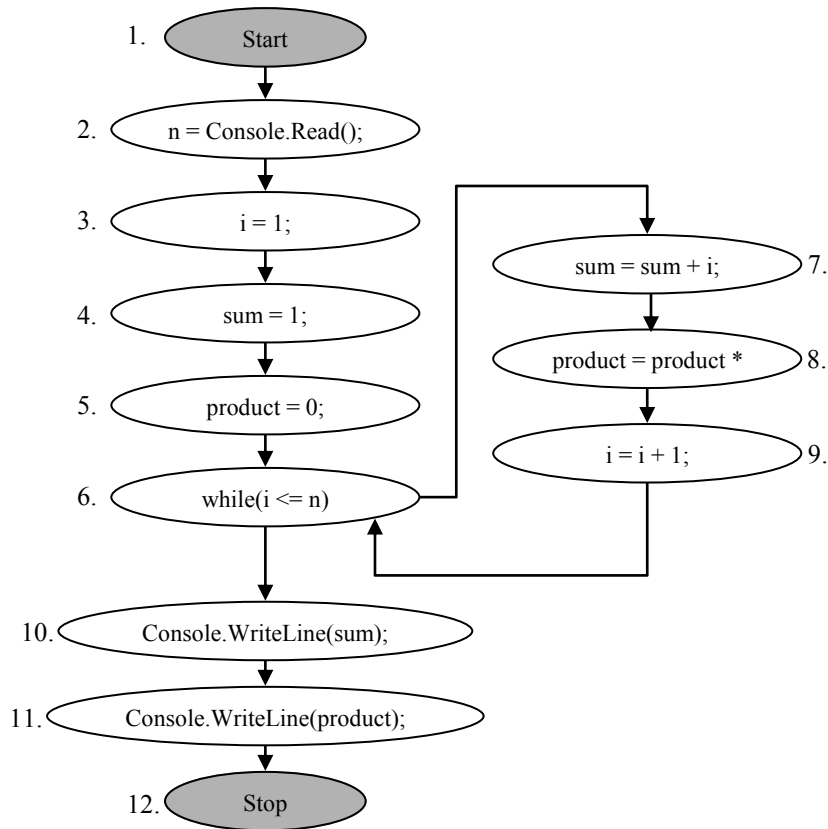 1. Start
2. n = Console.Read();
3. i = 1;
4. sum = 1;
5. product = 0;
6. while(i <= n)
sum = sum + i; 7.
product = product * 8.
i = i + 1; 9.
10. Console.WriteLine(sum);
11. Console.WriteLine(product);
12. Stop